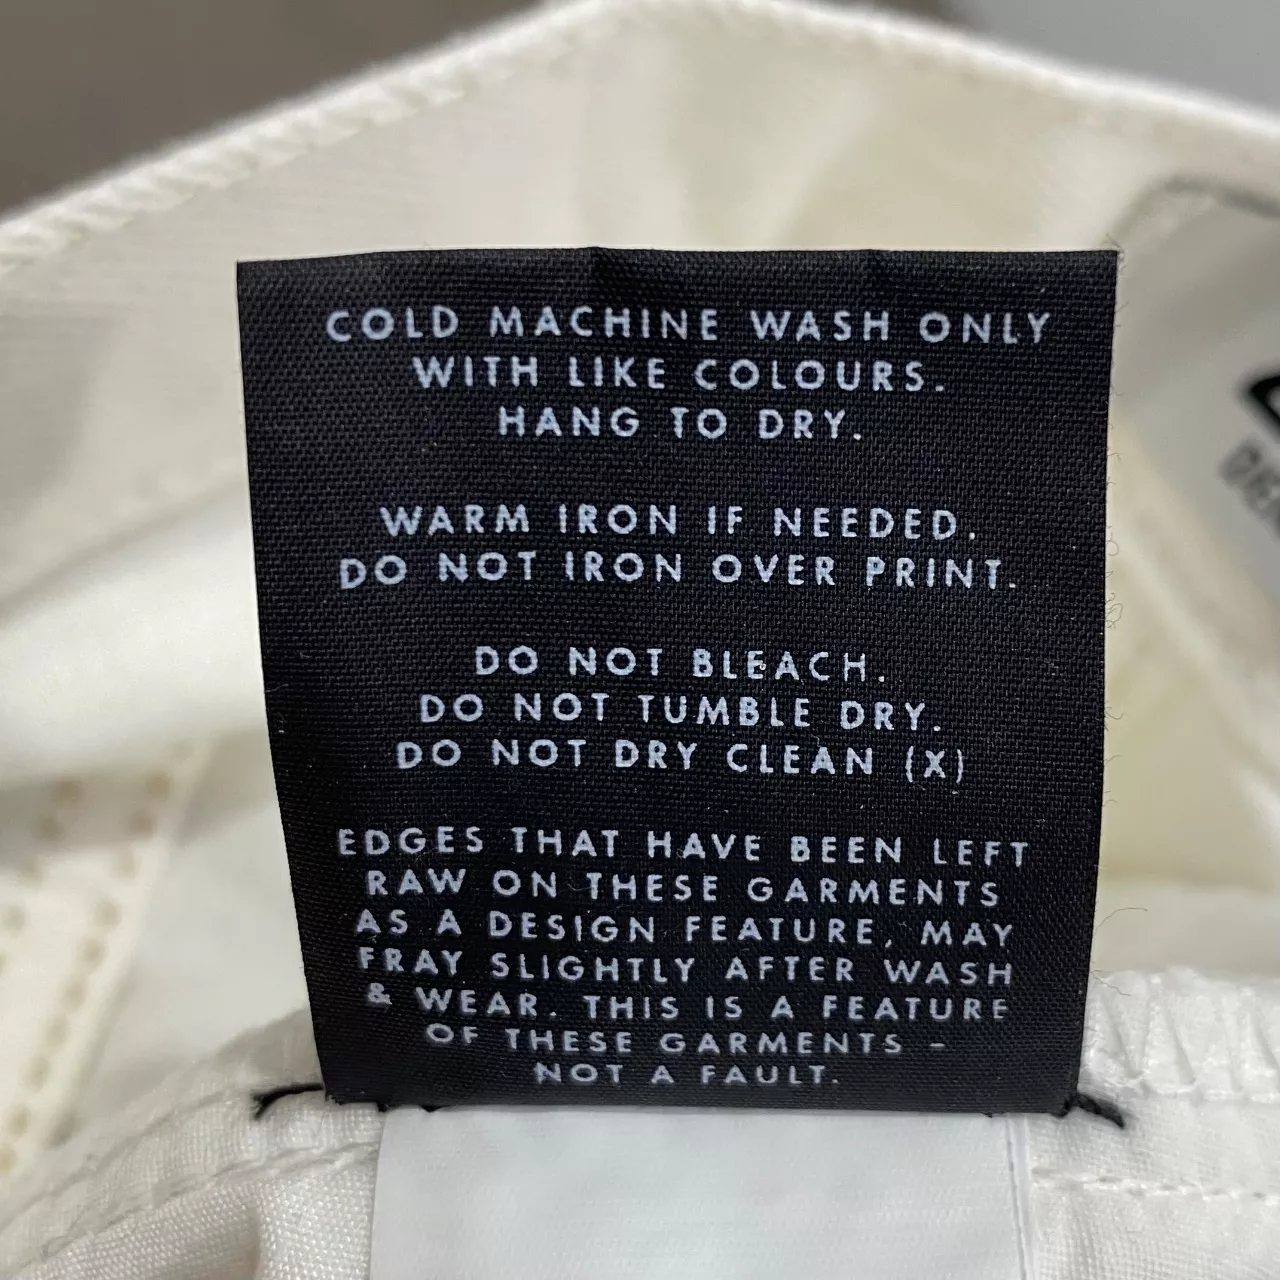 COLD MACHINE WASH ONLY
WITH LIKE COLOURS.
HANG TO DRY.
WARM IRON IF NEEDED.
DO NOT IRON OVER PRINT.
DO NOT BLEACH.
DO NOT TUMBLE DRY.
DO NOT DRY CLEAN (X)
EDGES THAT HAVE BEEN LEFT
RAW ON THESE GARMENTS
AS A DESIGN FEATURE, MAY
FRAY SLIGHTLY AFTER WASH
& WEAR. THIS IS A FEATURE
OF THESE GARMENTS –
NOT A FAULT.